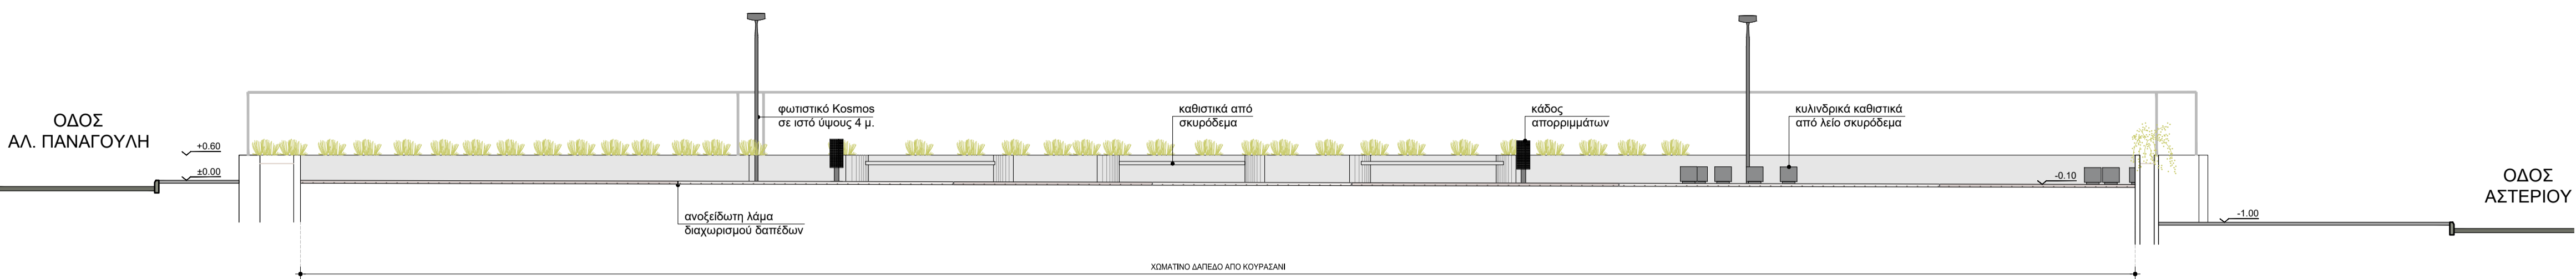 ΟΔΟΣ
ΑΛ. ΠΑΝΑΓΟΥΛΗ
+0.60
±0.00
φωτιστικό Kosmos
σε ιστό ύψους 4 μ.
καθιστικά από
σκυρόδεμα
κάδος
απορριμμάτων
κυλινδρικά καθιστικά
από λείο σκυρόδεμα
ανοξείδωτη λάμα
διαχωρισμού δαπέδων
-0.10
-1.00
ΟΔΟΣ
ΑΣΤΕΡΙΟΥ
ΧΩΜΑΤΙΝΟ ΔΑΠΕΔΟ ΑΠΟ ΚΟΥΡΑΣΑΝΙ